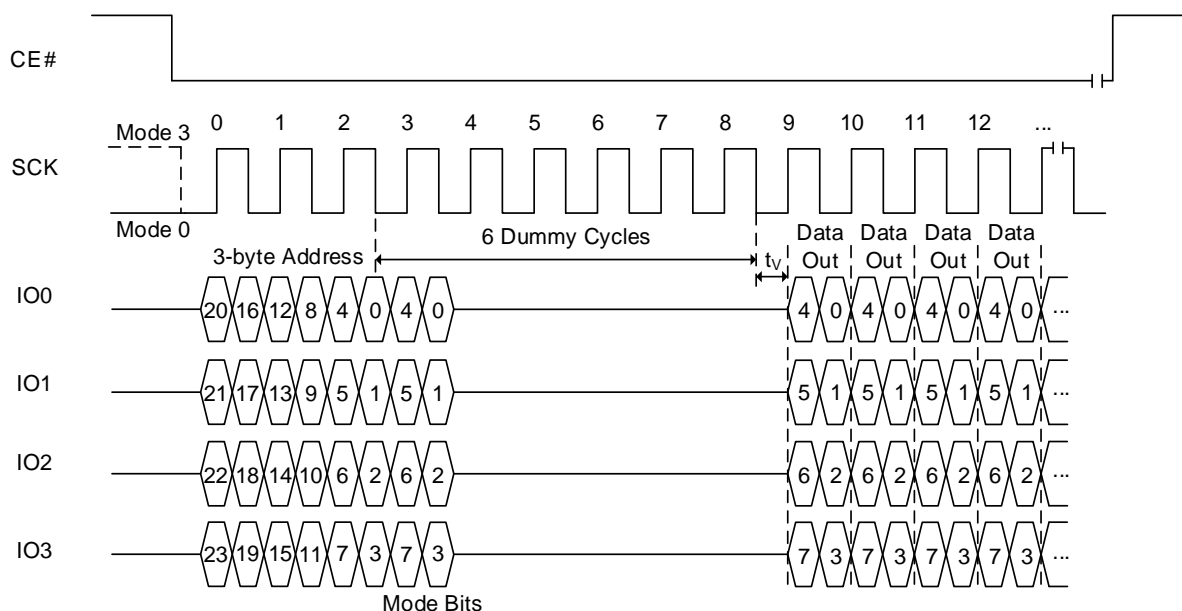 CE#
Mode 3
0 1 2 3 4 5 6 7 8 9 10 11 12 ...
SCK
Mode 0
3-byte Address
6 Dummy Cycles
tV
Data Out
Data Out
Data Out
Data Out
IO0
20 16 12 8 4 0 4 0 4 0 4 0 4 0 4 0 ...
IO1
21 17 13 9 5 1 5 1 5 1 5 1 5 1 5 1 ...
IO2
22 18 14 10 6 2 6 2 6 2 6 2 6 2 6 2 ...
IO3
23 19 15 11 7 3 7 3 7 3 7 3 7 3 7 3 ...
Mode Bits